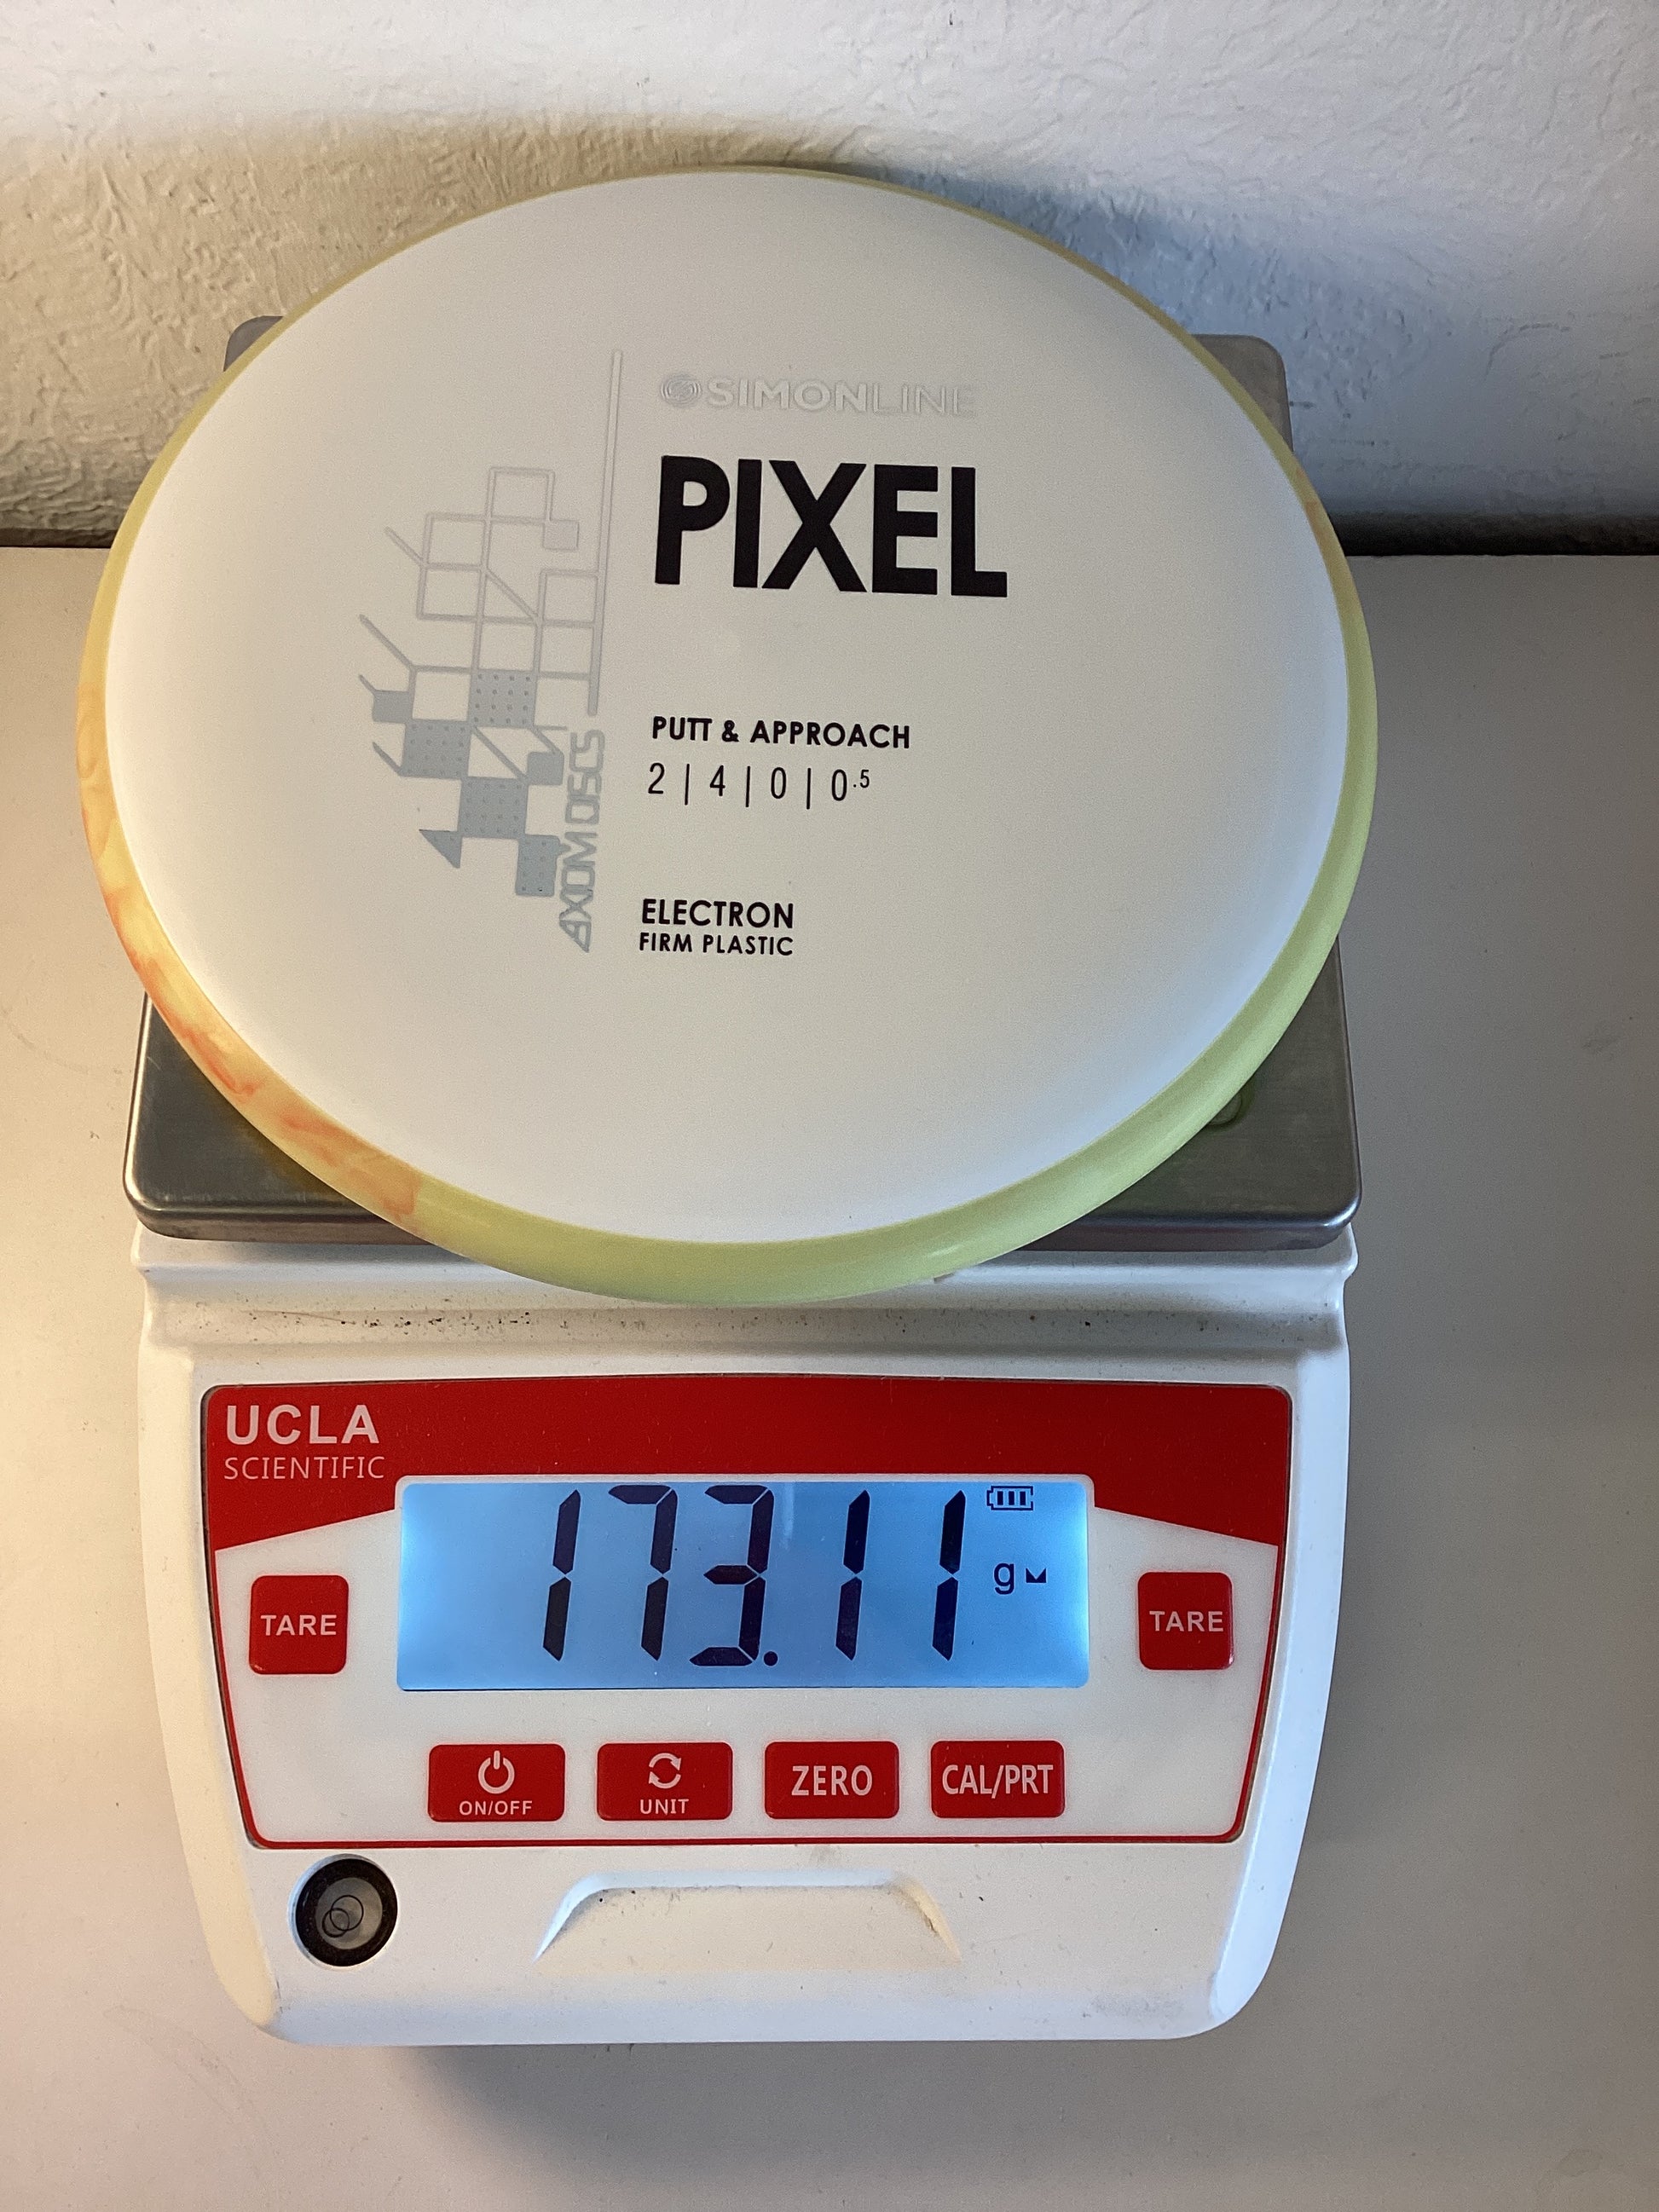 SIMONLINE
PIXEL
PUTT & APPROACH
2 | 4 | 0 | 0.5
AXIOM DISCS
ELECTRON
FIRM PLASTIC
UCLA
SCIENTIFIC
173.11 g
TARE
TARE
ON/OFF
UNIT
ZERO
CAL/PRT